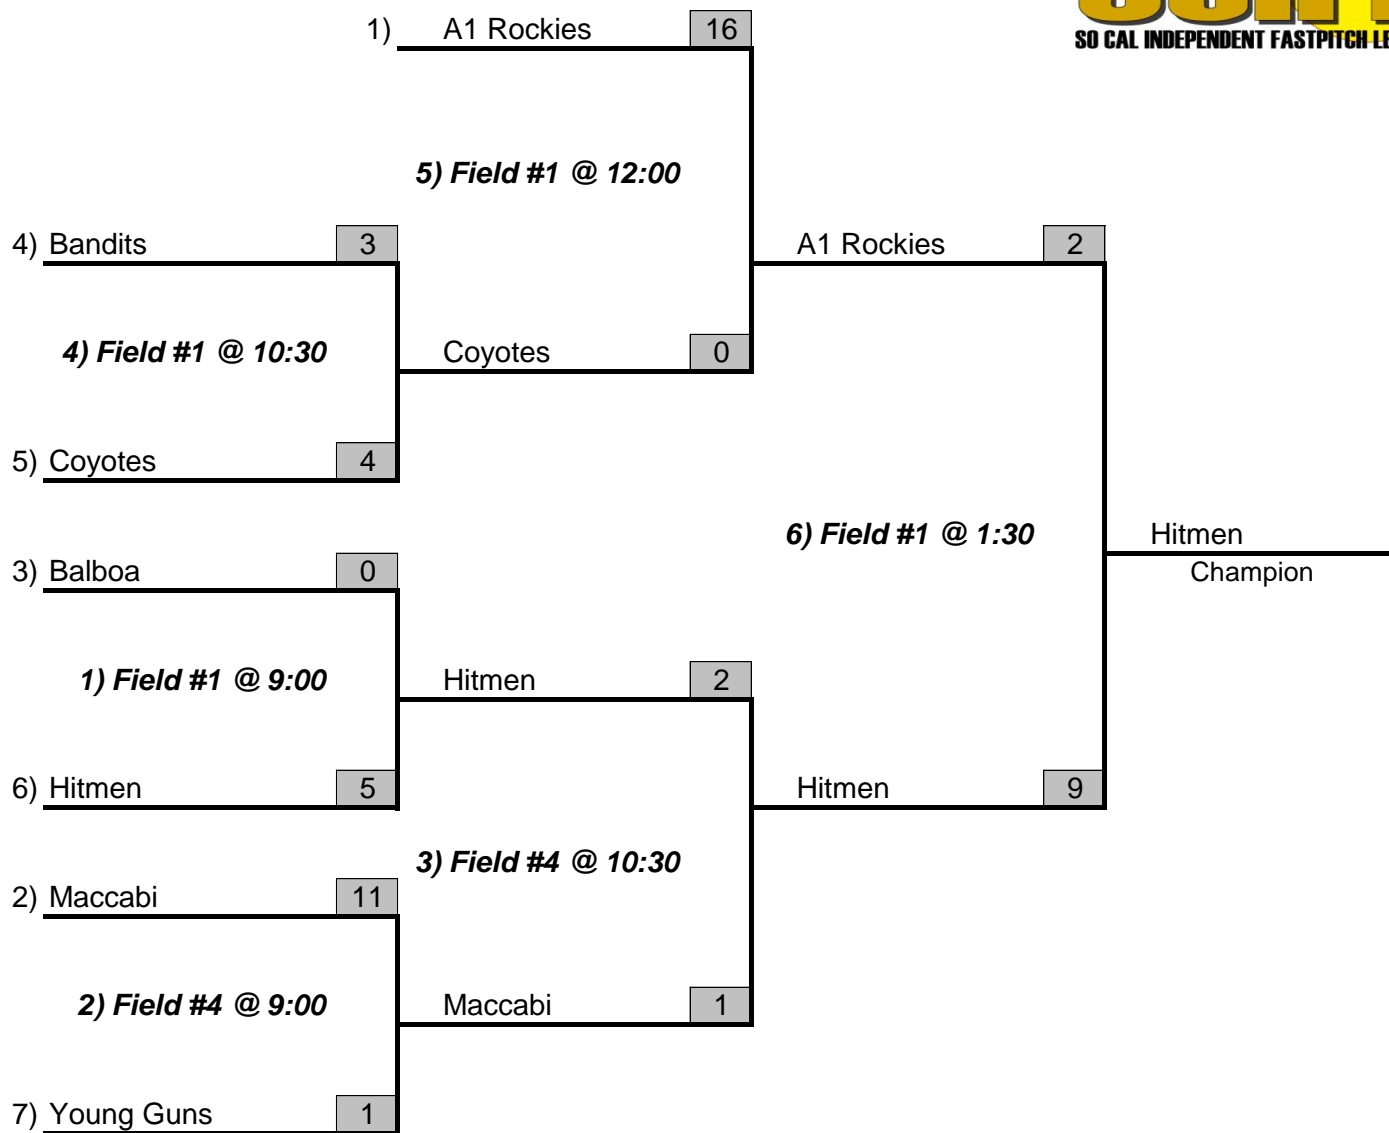 SO CAL INDEPENDENT FASTPITCH
1) A1 Rockies 16
5) Field #1 @ 12:00
4) Bandits 3
A1 Rockies 2
4) Field #1 @ 10:30
Coyotes 0
5) Coyotes 4
6) Field #1 @ 1:30
Hitmen
Champion
3) Balboa 0
1) Field #1 @ 9:00
Hitmen 2
6) Hitmen 5
Hitmen 9
3) Field #4 @ 10:30
2) Maccabi 11
2) Field #4 @ 9:00
Maccabi 1
7) Young Guns 1